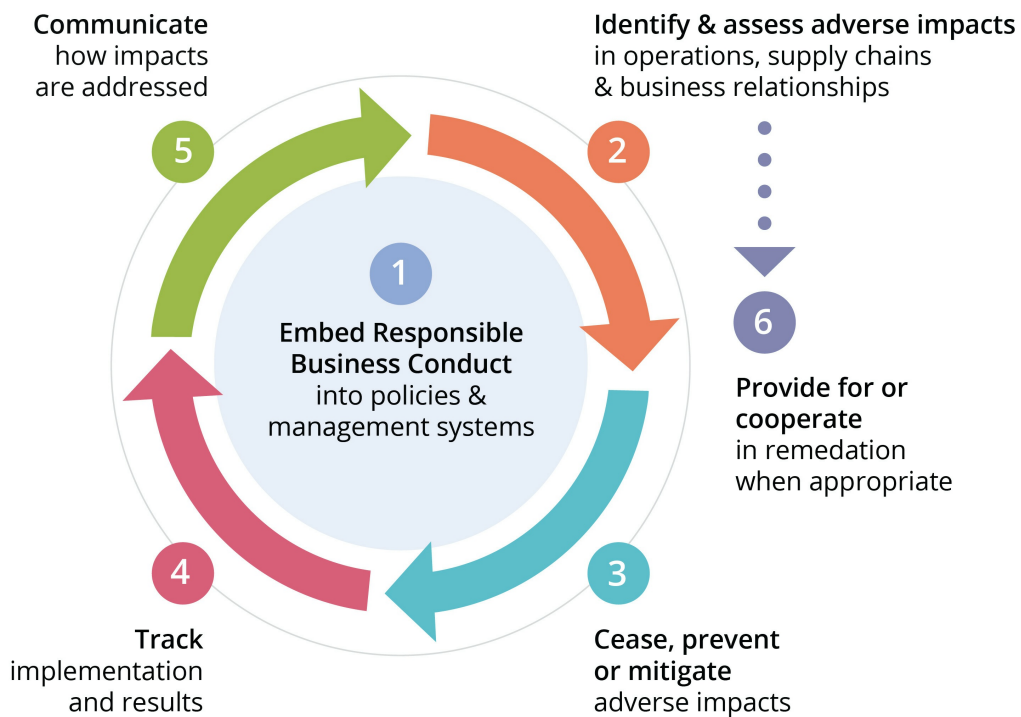 1
Embed Responsible
Business Conduct
into policies &
management systems
2
Identify & assess adverse impacts
in operations, supply chains
& business relationships
3
Cease, prevent
or mitigate
adverse impacts
4
Track
implementation
and results
5
Communicate
how impacts
are addressed
6
Provide for or
cooperate
in remedation
when appropriate